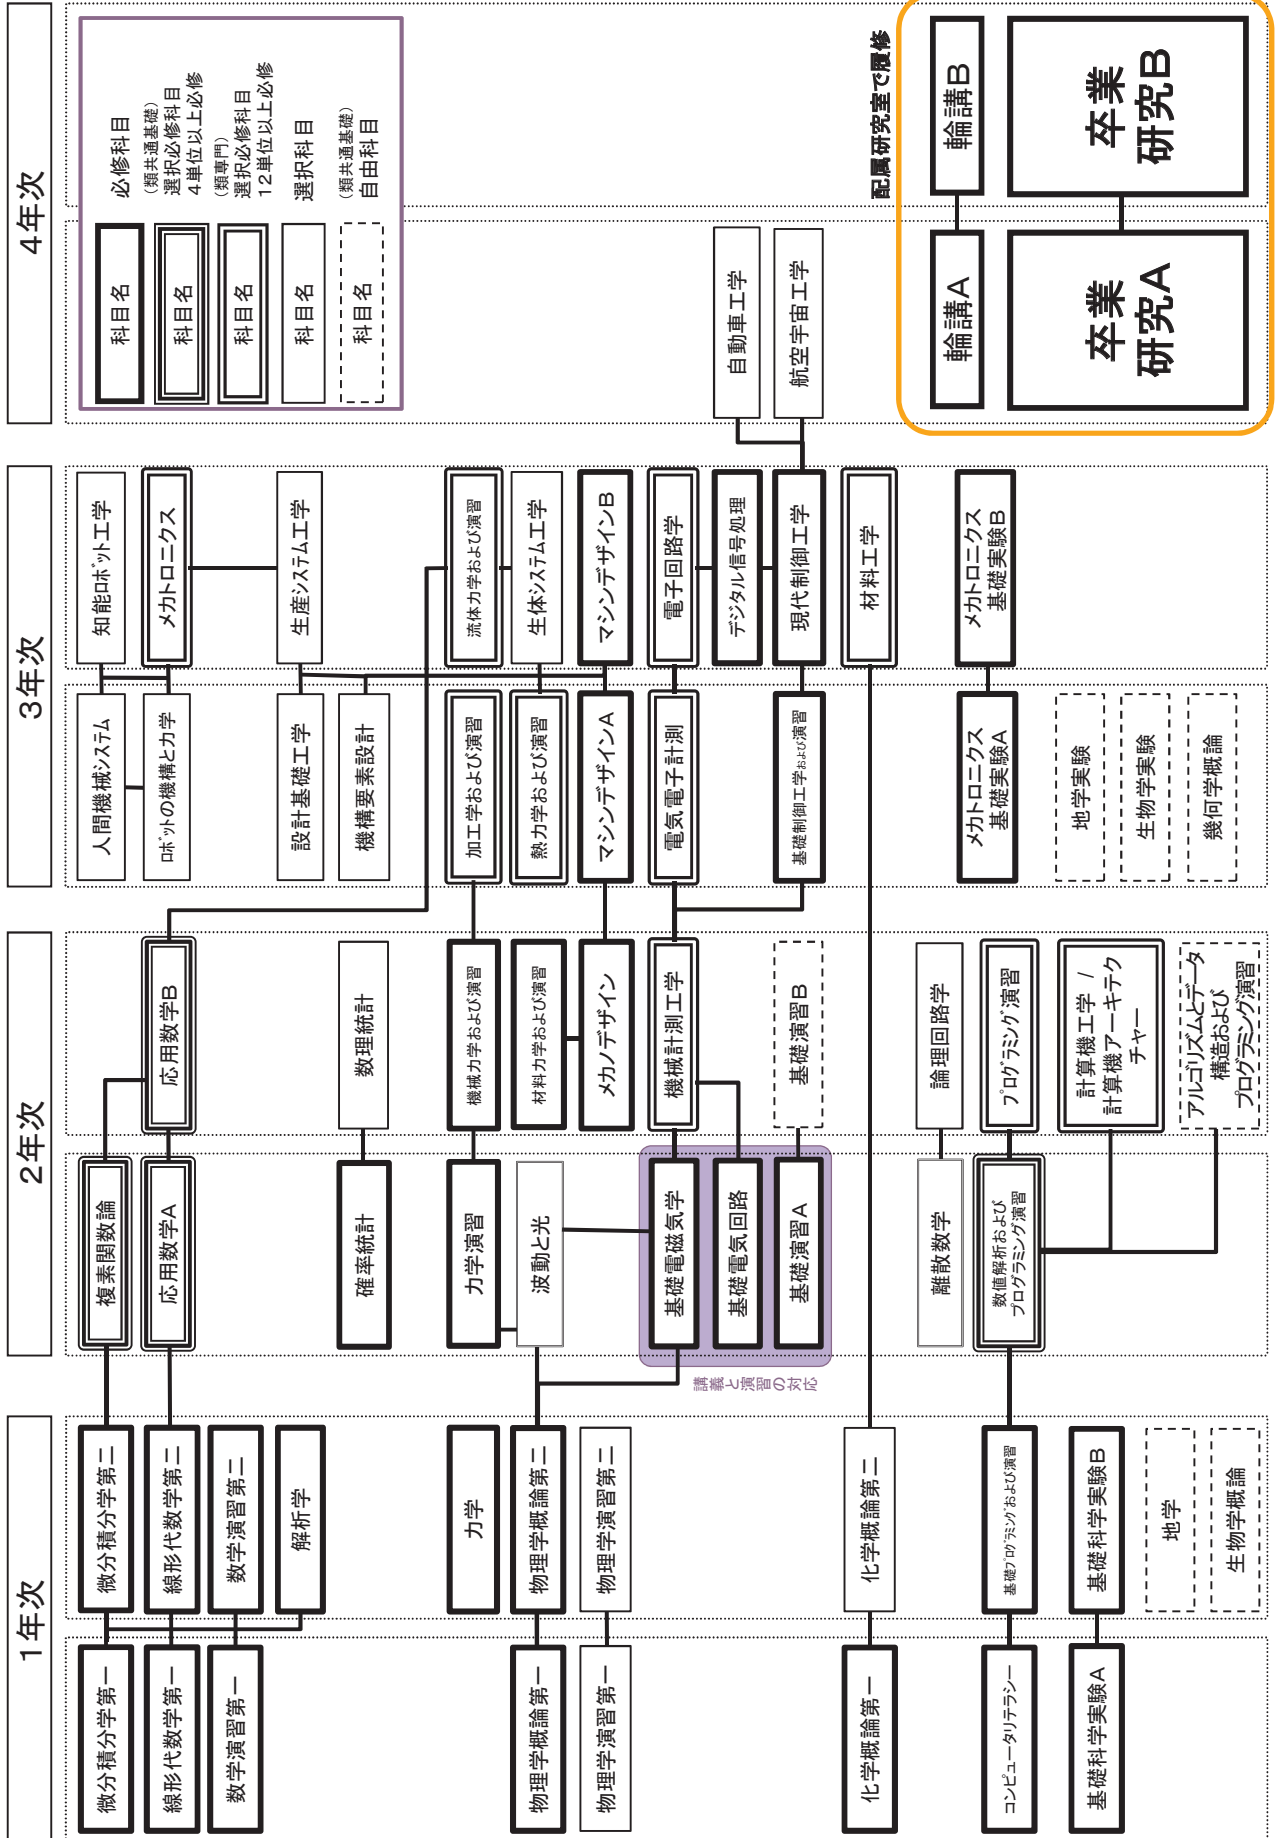 1年次
微分積分学第一
線形代数学第一
数学演習第一
物理学概論第一
物理学演習第一
化学概論第一
コンピュータリテラシー
基礎科学実験A
微分積分学第二
線形代数学第二
数学演習第二
解析学
力学
物理学概論第二
物理学演習第二
化学概論第二
基礎プログラミングおよび演習
基礎科学実験B
地学
生物学概論
2年次
複素関数論
応用数学A
確率統計
力学演習
波動と光
基礎電磁気学
基礎電気回路
基礎演習A
講義と演習の対応
離散数学
数値解析および
プログラミング演習
応用数学B
数理統計
機械力学および演習
材料力学および演習
メカノデザイン
機械計測工学
基礎演習B
論理回路学
プログラミング演習
計算機工学 /
計算機アーキテク
チャー
アルゴリズムとデータ
構造および
プログラミング演習
3年次
人間機械システム
ロボットの機構と力学
設計基礎工学
機構要素設計
加工学および演習
熱力学および演習
マシンデザインA
電気電子計測
基礎制御工学および演習
メカトロニクス
基礎実験A
地学実験
生物学実験
幾何学概論
知能ロボット工学
メカトロニクス
生産システム工学
流体力学および演習
生体システム工学
マシンデザインB
電子回路学
デジタル信号処理
現代制御工学
材料工学
メカトロニクス
基礎実験B
4年次
科目名
必修科目
科目名
(類共通基礎)
選択必修科目
4単位以上必修
科目名
(類専門)
選択必修科目
12単位以上必修
科目名
選択科目
科目名
(類共通基礎)
自由科目
自動車工学
航空宇宙工学
配属研究室で履修
輪講A
卒業
研究A
輪講B
卒業
研究B